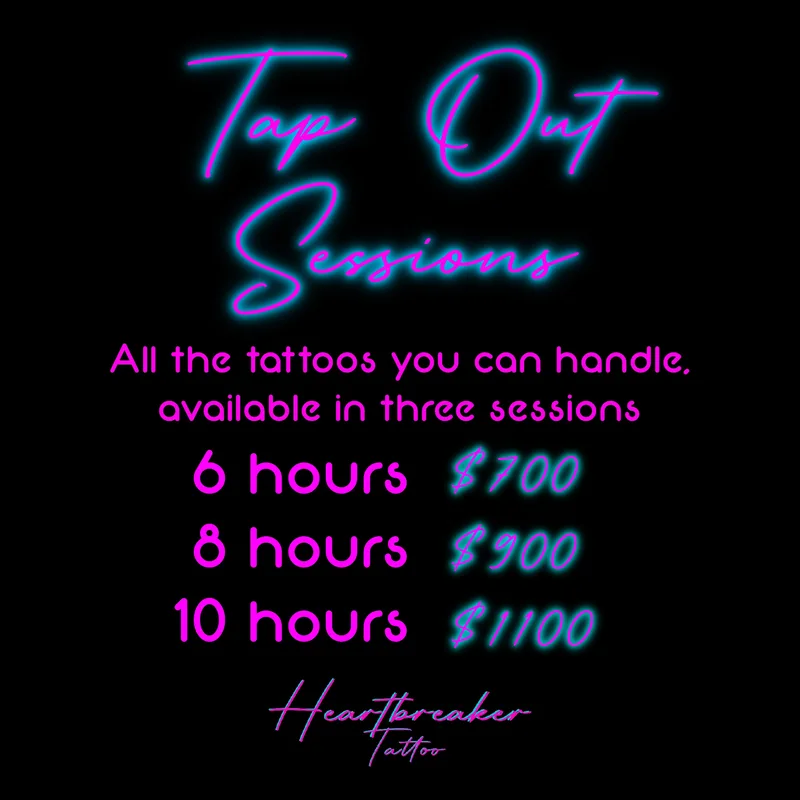 Tap Out
Sessions
All the tattoos you can handle,
available in three sessions
6 hours $700
8 hours $900
10 hours $1100
Heartbreaker
Tattoo